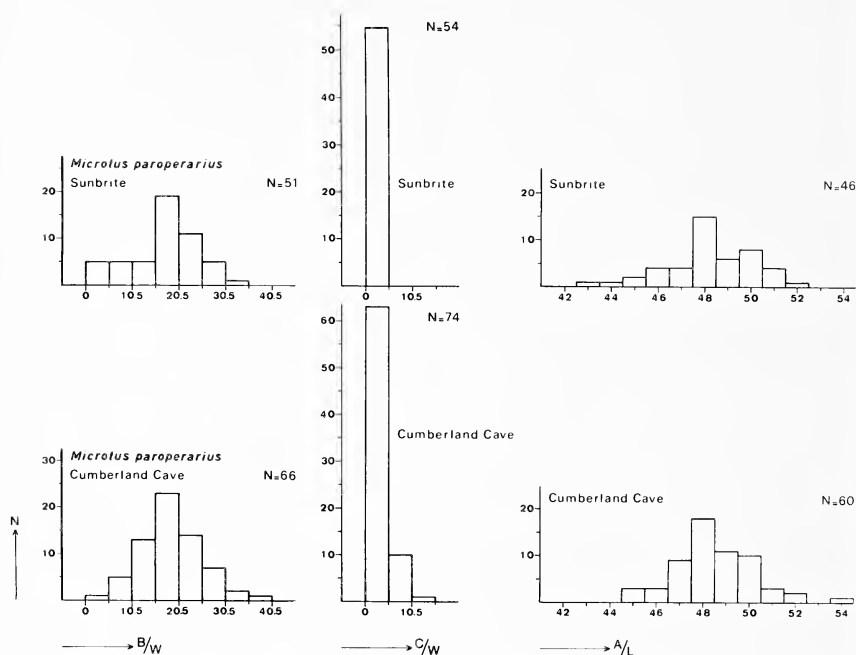 N=54
50
40
30
20
10
Sunbrite
0 10.5
Microtus paroperarius
Sunbrite N=51
20
10
0 10.5 20.5 30.5 40.5
Sunbrite N=46
20
10
42 44 46 48 50 52 54
N=74
60
50
40
30
20
10
Cumberland Cave
0 10.5
C/W
Microtus paroperarius
Cumberland Cave N=66
30
20
10
N
0 10.5 20.5 30.5 40.5
B/W
Cumberland Cave N=60
20
10
42 44 46 48 50 52 54
A/L